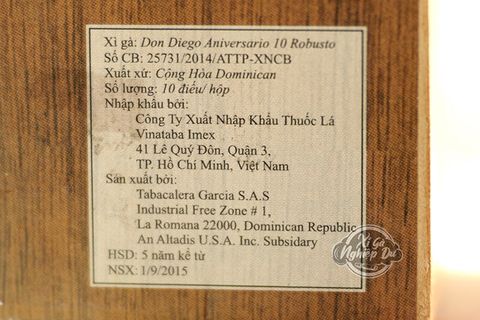 Xì gà: Don Diego Aniversario 10 Robusto
Số CB: 25731/2014/ATTP-XNCB
Xuất xứ: Cộng Hòa Dominican
Số lượng: 10 điếu/ hộp
Nhập khẩu bởi:
Công Ty Xuất Nhập Khẩu Thuốc Lá
Vinataba Imex
41 Lê Quý Đôn, Quận 3,
TP. Hồ Chí Minh, Việt Nam
Sản xuất bởi:
Tabacalera Garcia S.A.S
Industrial Free Zone # 1,
La Romana 22000, Dominican Republic
An Altadis U.S.A. Inc. Subsidary
HSD: 5 năm kể từ
NSX: 1/9/2015
Xì Gà
Nghiệp Dư